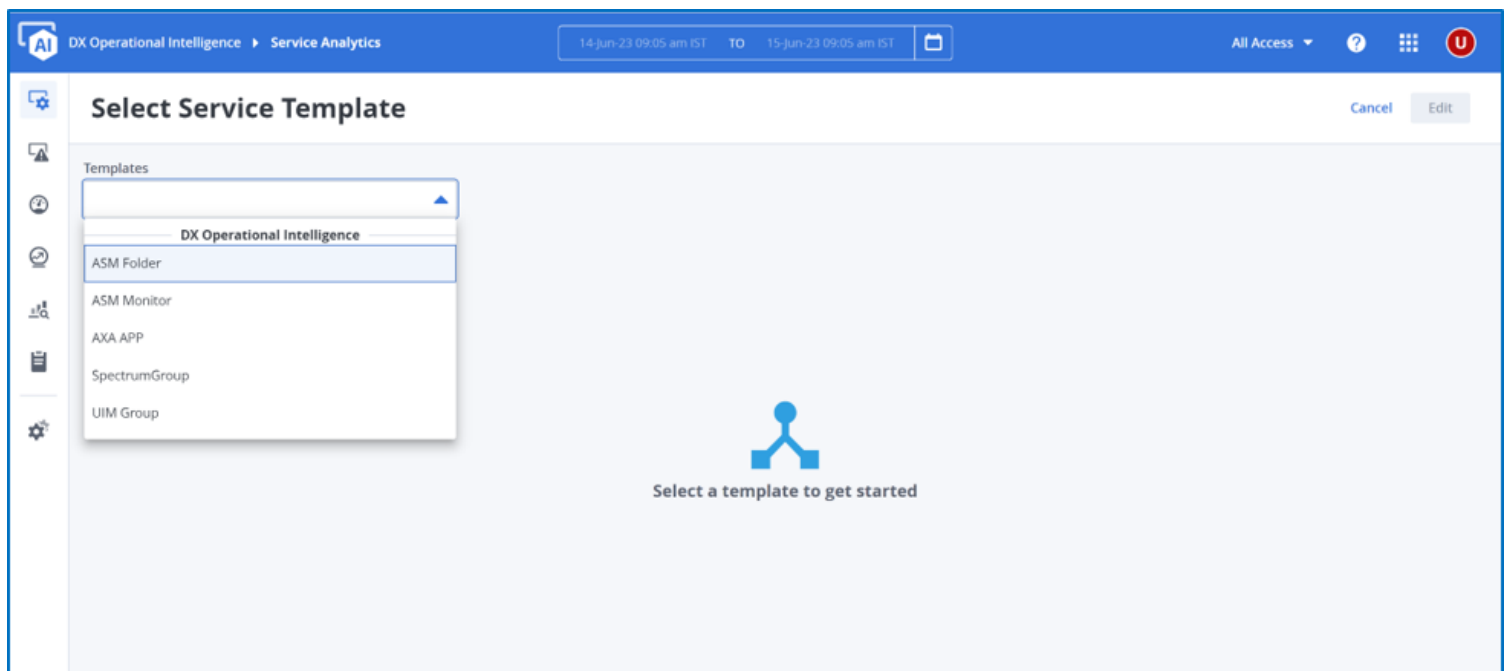 AI DX Operational Intelligence Service Analytics 14-Jun-23 09:05 am IST TO 15-Jun-23 09:05 am IST All Access ? U
Select Service Template Cancel Edit
Templates
DX Operational Intelligence
ASM Folder
ASM Monitor
AXA APP
SpectrumGroup
UIM Group
Select a template to get started